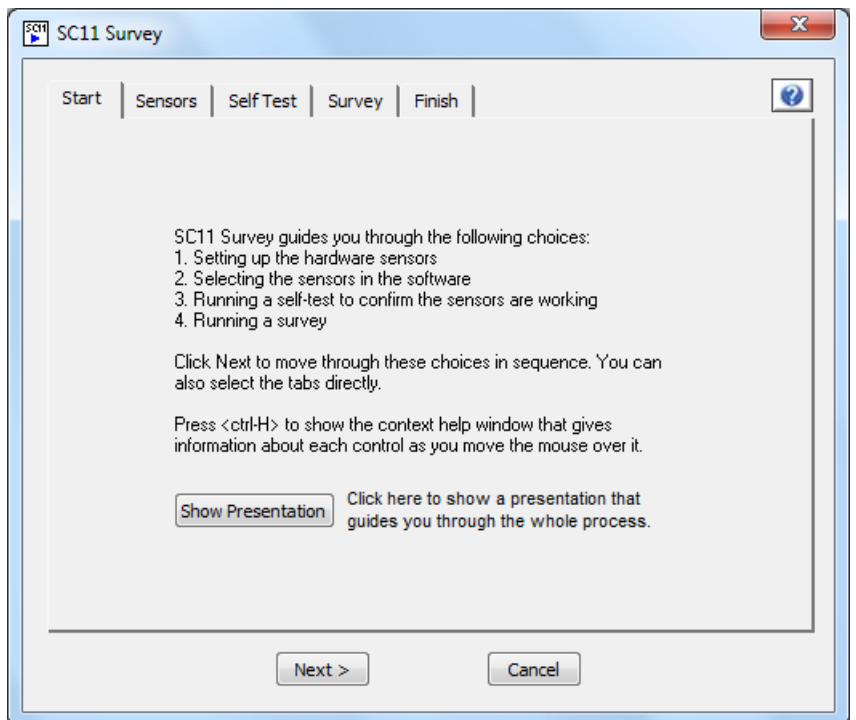 SC11 SC11 Survey
Start Sensors Self Test Survey Finish
SC11 Survey guides you through the following choices:
1. Setting up the hardware sensors
2. Selecting the sensors in the software
3. Running a self-test to confirm the sensors are working
4. Running a survey
Click Next to move through these choices in sequence. You can
also select the tabs directly.
Press <ctrl-H> to show the context help window that gives
information about each control as you move the mouse over it.
Show Presentation
Click here to show a presentation that
guides you through the whole process.
Next > Cancel